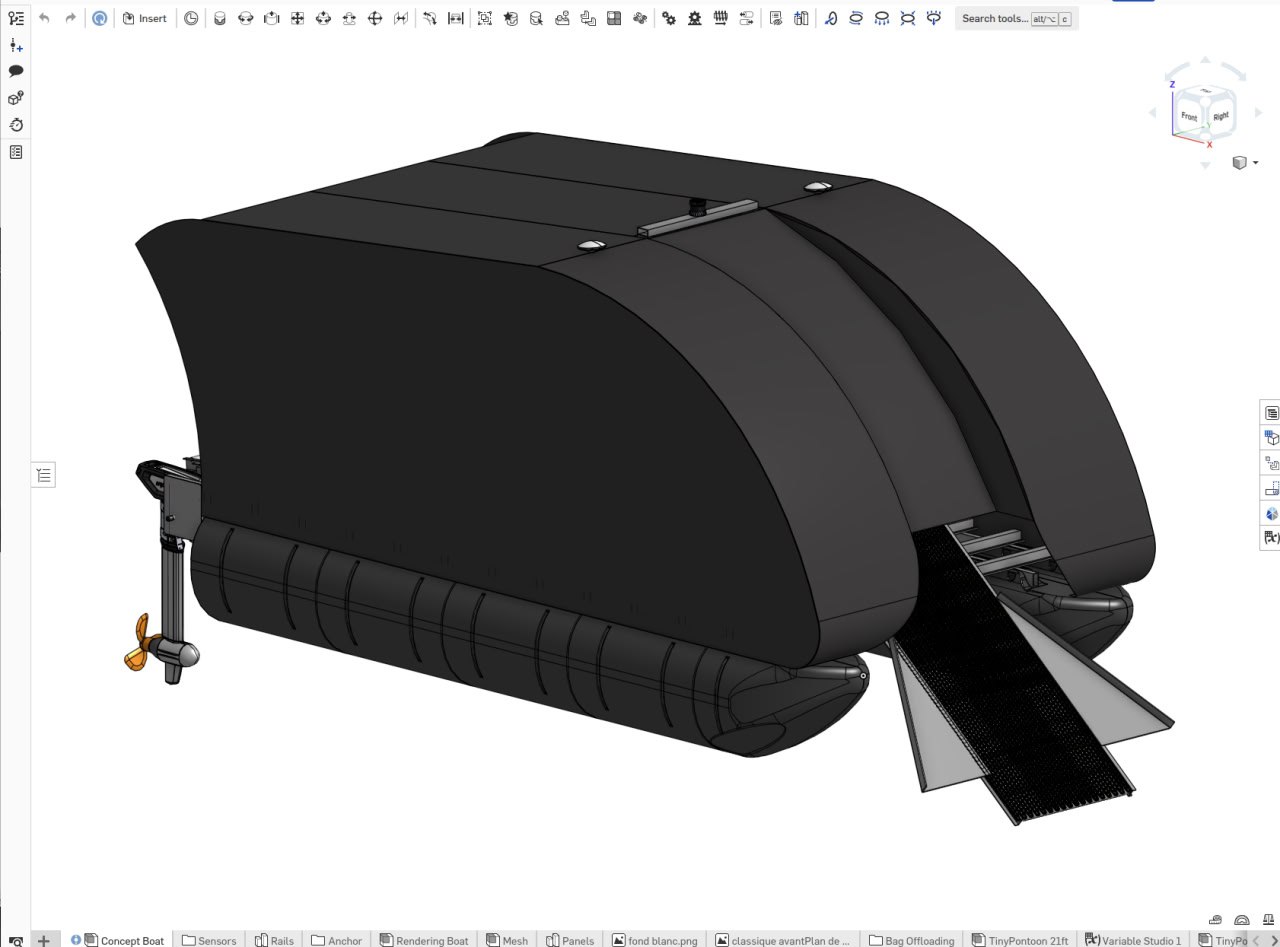 Insert
Search tools... alt/⌥ c
Z
Front Right
X
Concept Boat Sensors Rails Anchor Rendering Boat Mesh Panels fond blanc.png classique avantPlan de ... Bag Offloading TinyPontoon 21ft Variable Studio 1 TinyPo